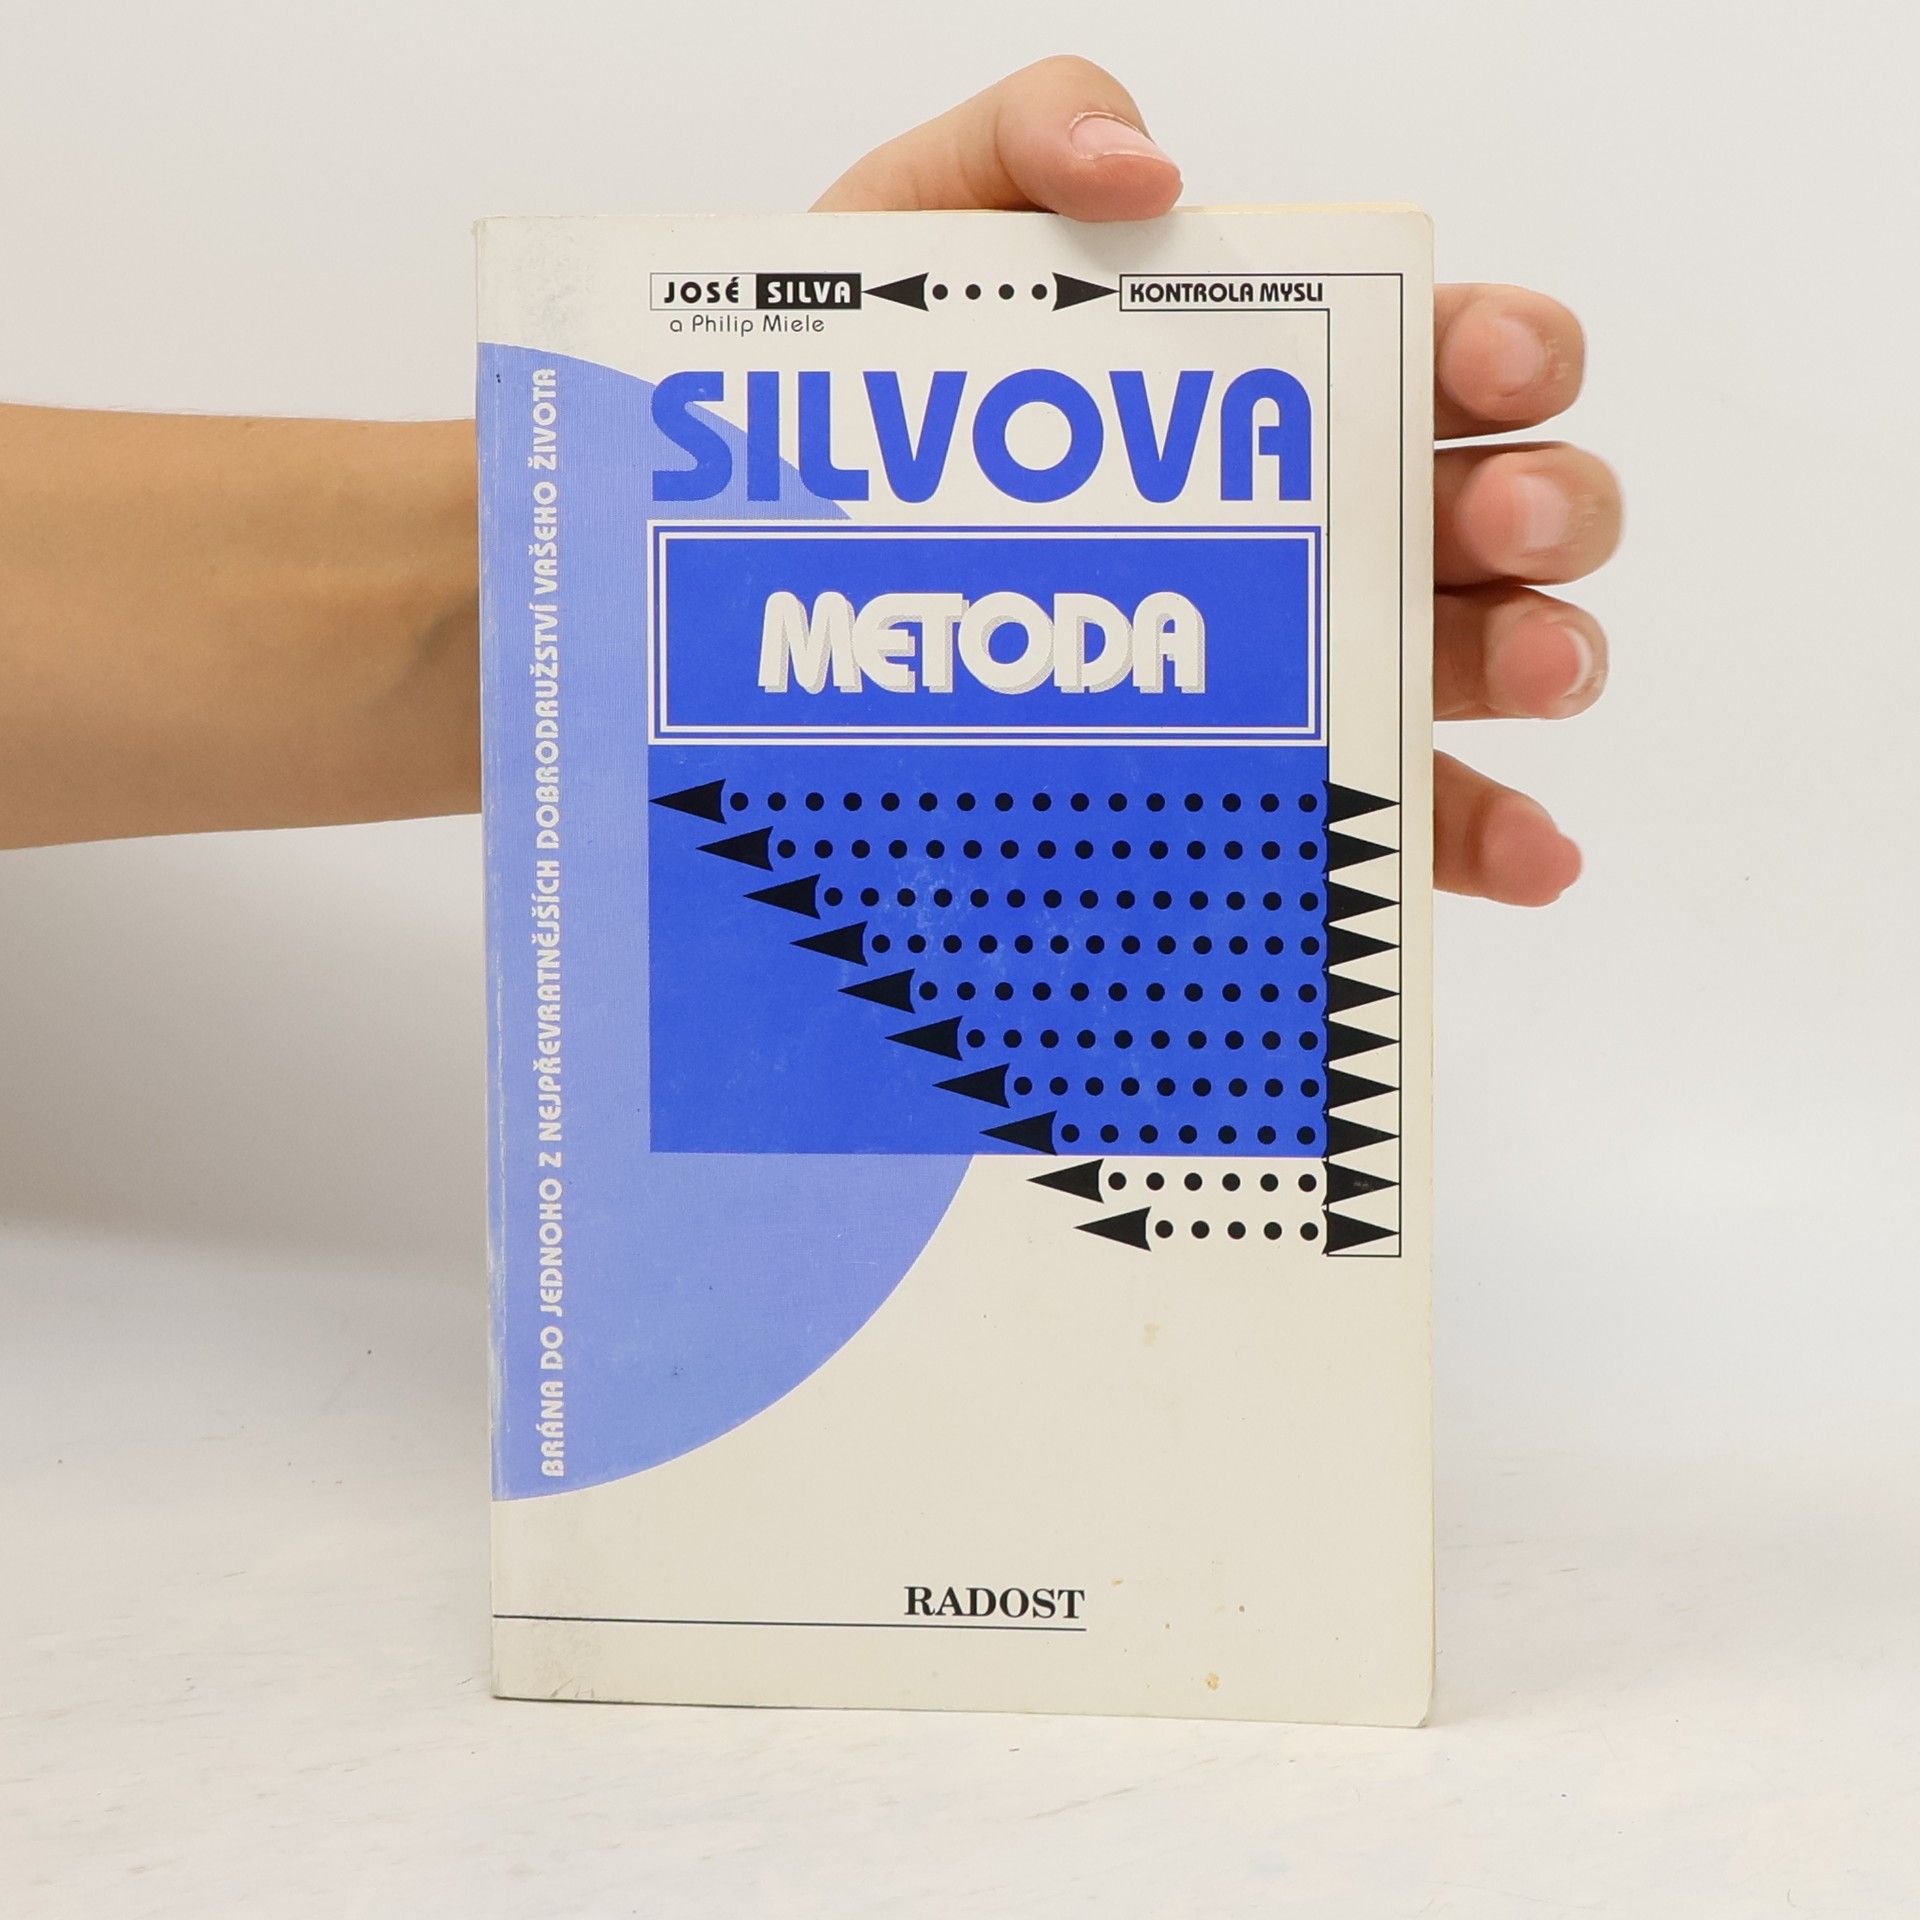 JOSÉ SILVA
a Philip Miele
KONTROLA MYSLI
SILVOVA
METODA
BRÁNA DO JEDNOHO Z NEJPŘEVRATNĚJŠÍCH DOBRODRUŽSTVÍ VAŠEHO ŽIVOTA
RADOST